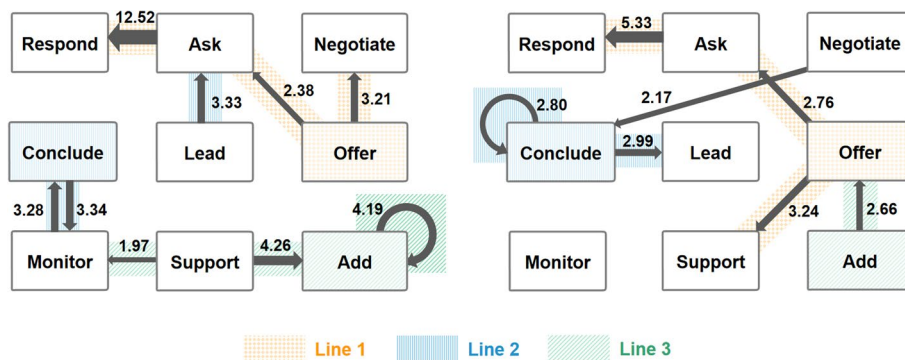 12.52
Respond
Ask
Negotiate
3.33
2.38
3.21
Conclude
Lead
Offer
3.28
3.34
4.19
Monitor
1.97
Support
4.26
Add
5.33
Respond
Ask
Negotiate
2.80
2.17
2.76
Conclude
2.99
Lead
Offer
3.24
2.66
Monitor
Support
Add
Line 1
Line 2
Line 3